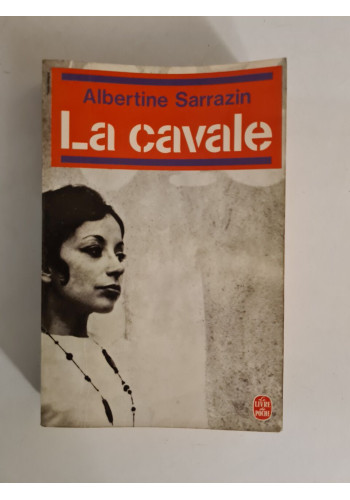 Albertine Sarrazin
La cavale
Le
LIVRE
de
POCHE